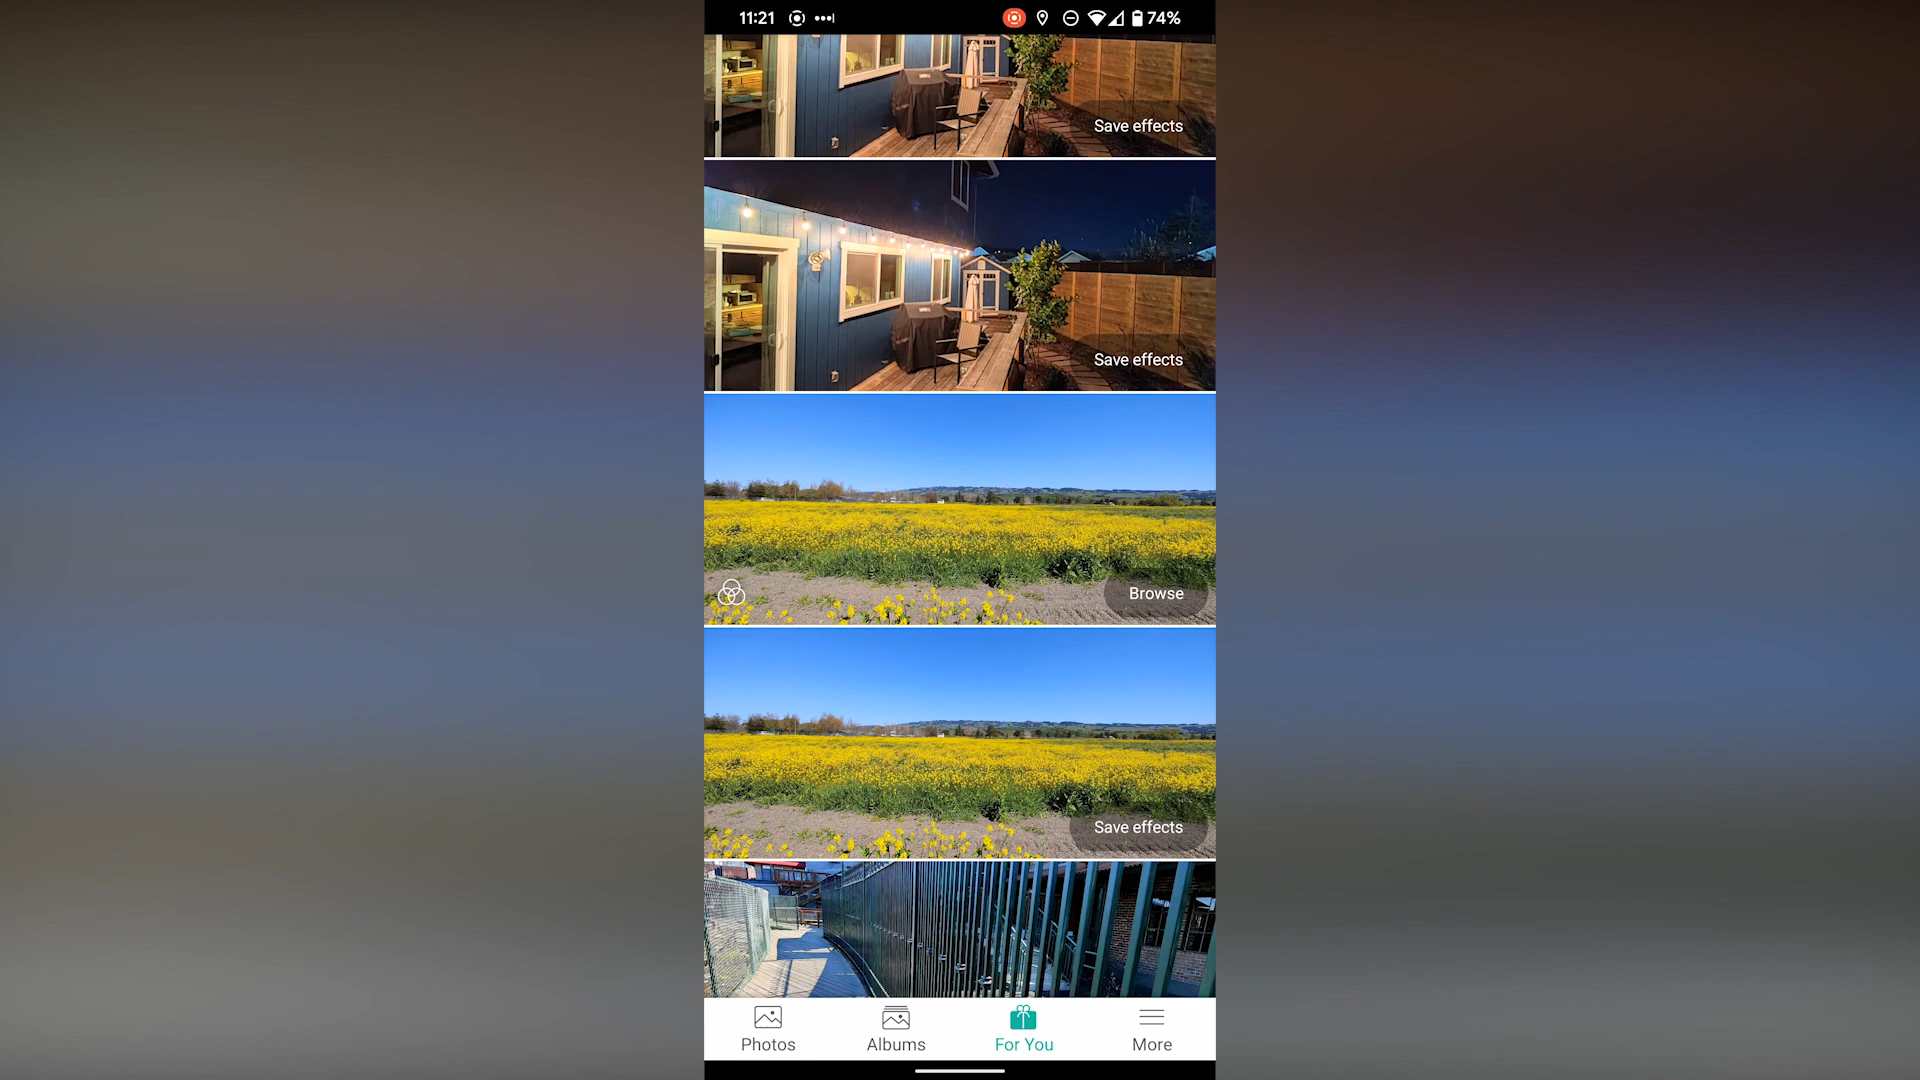 11:21
74%
Save effects
Save effects
Browse
Save effects
Photos
Albums
For You
More